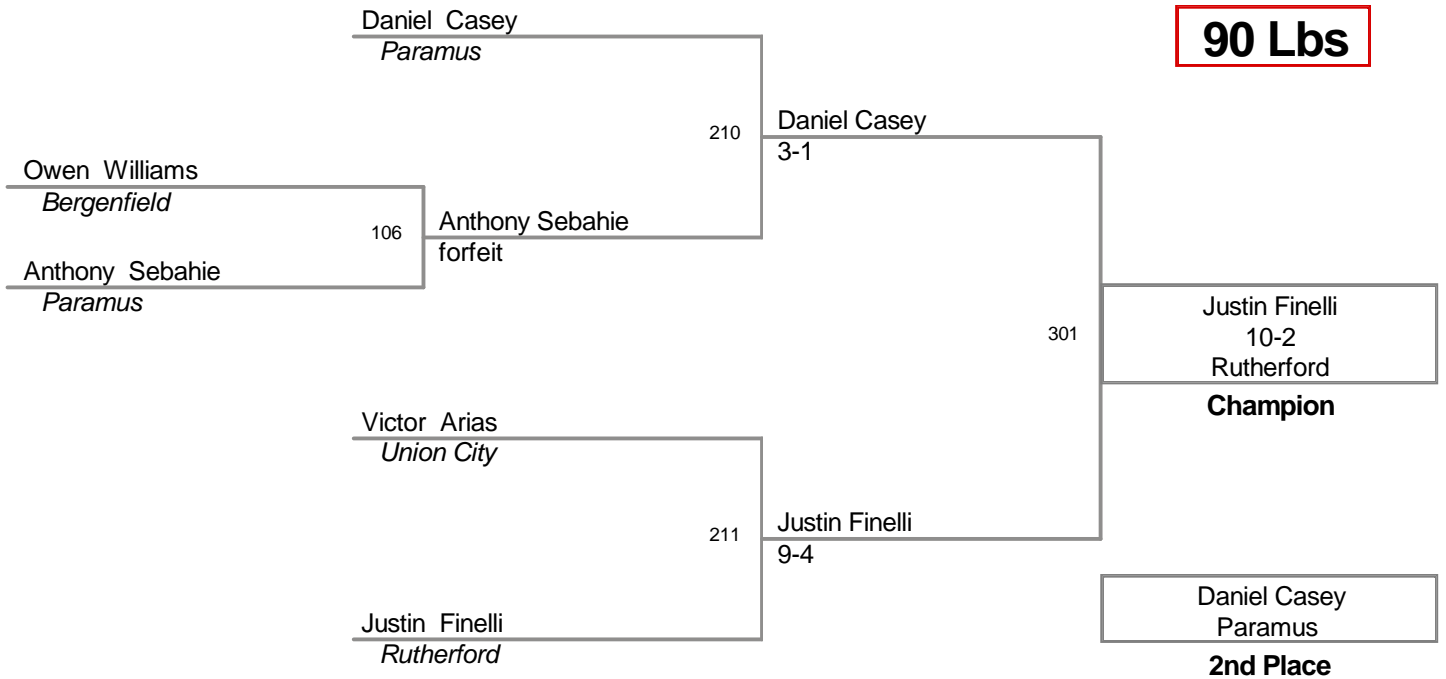 Daniel Casey
Paramus
90 Lbs
210
Daniel Casey
3-1
Owen Williams
Bergenfield
106
Anthony Sebahie
forfeit
Anthony Sebahie
Paramus
301
Justin Finelli
10-2
Rutherford
Champion
Victor Arias
Union City
211
Justin Finelli
9-4
Justin Finelli
Rutherford
Daniel Casey
Paramus
2nd Place